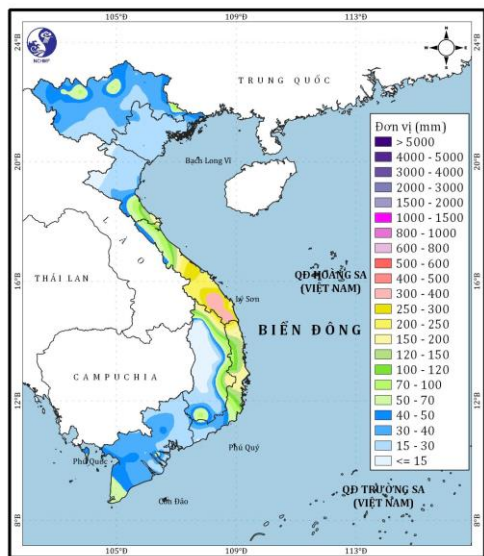 105°Đ 109°Đ 113°Đ
24°B
NCHMF
TRUNG QUỐC
Đơn vị (mm)
> 5000
4000 - 5000
3000 - 4000
2000 - 3000
1500 - 2000
1000 - 1500
800 - 1000
600 - 800
500 - 600
400 - 500
300 - 400
250 - 300
200 - 250
150 - 200
120 - 150
100 - 120
70 - 100
50 - 70
40 - 50
30 - 40
15 - 30
<= 15
20°B
Bạch Long Vĩ
LÀO
THÁI LAN
16°B
QĐ HOÀNG SA
(VIỆT NAM)
Lý Sơn
BIỂN ĐÔNG
CAMPUCHIA
12°B
Phú Quý
Phú Quốc
QĐ TRƯỜNG SA
(VIỆT NAM)
Côn Đảo
8°B
105°Đ 109°Đ 113°Đ